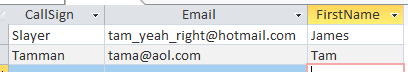 CallSign Email FirstName
Slayer tam_yeah_right@hotmail.com James
Tamman tama@aol.com Tam